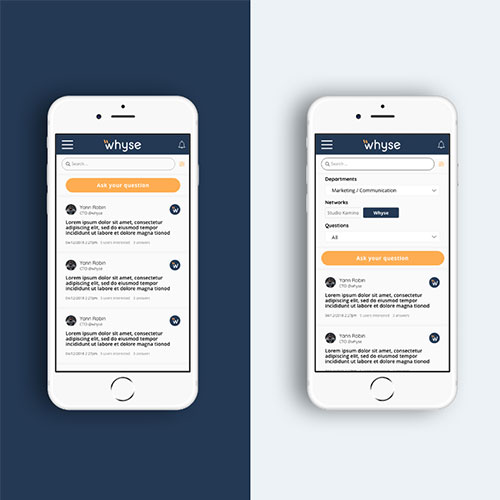 whyse
Search...
Ask your question
Yann Robin
CTO @whyse
Lorem ipsum dolor sit amet, consectetur
adipiscing elit, sed do eiusmod tempor
incididunt ut labore et dolore magna tionod
04/12/2018 2:27pm 5 users interested 3 answers
Yann Robin
CTO @whyse
Lorem ipsum dolor sit amet, consectetur
adipiscing elit, sed do eiusmod tempor
incididunt ut labore et dolore magna tionod
04/12/2018 2:27pm 5 users interested 3 answers
Yann Robin
CTO @whyse
Lorem ipsum dolor sit amet, consectetur
adipiscing elit, sed do eiusmod tempor
incididunt ut labore et dolore magna tionod
04/12/2018 2:27pm 5 users interested 3 answers
whyse
Search...
Departments
Marketing / Communication
Networks
Studio Kamino Whyse
Questions
All
Ask your question
Yann Robin
CTO @whyse
Lorem ipsum dolor sit amet, consectetur
adipiscing elit, sed do eiusmod tempor
incididunt ut labore et dolore magna tionod
04/12/2018 2:27pm 5 users interested 3 answers
Yann Robin
CTO @whyse
Lorem ipsum dolor sit amet, consectetur
adipiscing elit, sed do eiusmod tempor
incididunt ut labore et dolore magna tionod